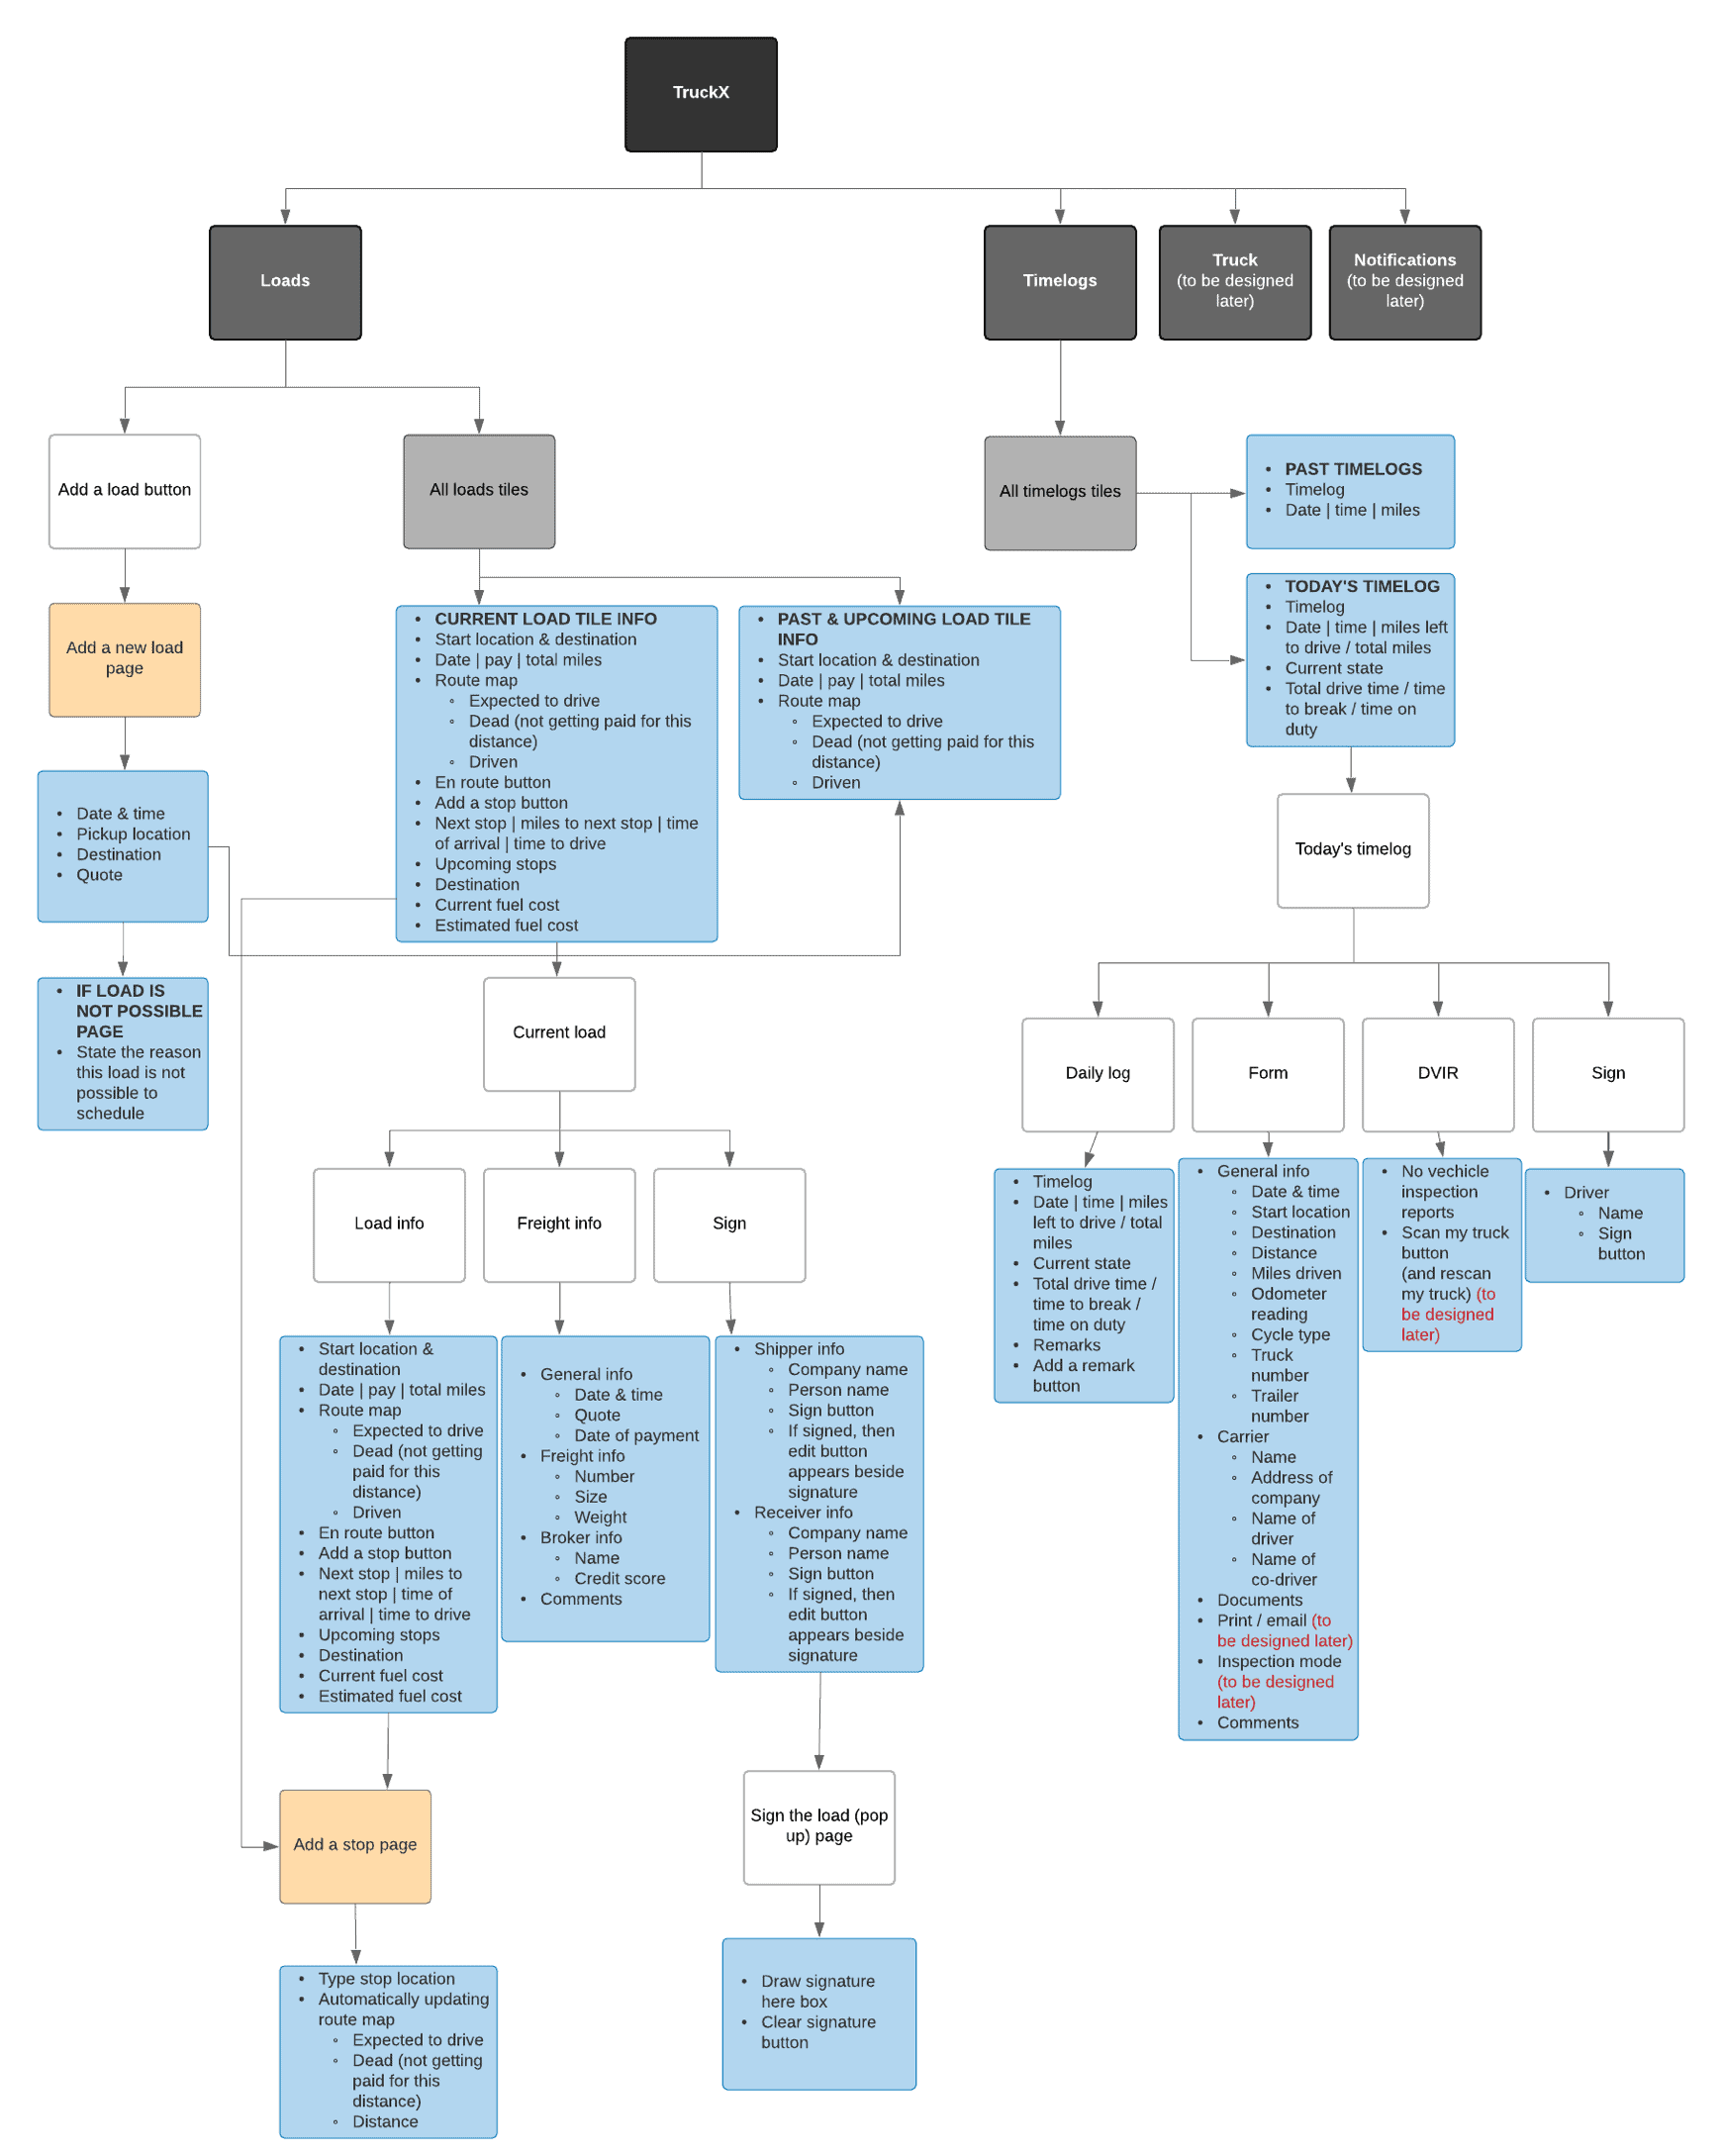 TruckX
Loads
Timelogs
Truck
(to be designed
later)
Notifications
(to be designed
later)
Add a load button
All loads tiles
All timelogs tiles
• PAST TIMELOGS
• Timelog
• Date | time | miles
Add a new load
page
• CURRENT LOAD TILE INFO
• Start location & destination
• Date | pay | total miles
• Route map
◦ Expected to drive
◦ Dead (not getting paid for this
distance)
◦ Driven
• En route button
• Add a stop button
• Next stop | miles to next stop | time
of arrival | time to drive
• Upcoming stops
• Destination
• Current fuel cost
• Estimated fuel cost
• PAST & UPCOMING LOAD TILE
INFO
• Start location & destination
• Date | pay | total miles
• Route map
◦ Expected to drive
◦ Dead (not getting paid for this
distance)
◦ Driven
• TODAY'S TIMELOG
• Timelog
• Date | time | miles left
to drive / total miles
• Current state
• Total drive time / time
to break / time on
duty
• Date & time
• Pickup location
• Destination
• Quote
Today's timelog
• IF LOAD IS
NOT POSSIBLE
PAGE
• State the reason
this load is not
possible to
schedule
Current load
Daily log
Form
DVIR
Sign
Load info
Freight info
Sign
• Timelog
• Date | time | miles
left to drive / total
miles
• Current state
• Total drive time /
time to break /
time on duty
• Remarks
• Add a remark
button
• General info
◦ Date & time
◦ Start location
◦ Destination
◦ Distance
◦ Miles driven
◦ Odometer
reading
◦ Cycle type
◦ Truck
number
◦ Trailer
number
• Carrier
◦ Name
◦ Address of
company
◦ Name of
driver
◦ Name of
co-driver
• Documents
• Print / email (to
be designed later)
• Inspection mode
(to be designed
later)
• Comments
• No vechicle
inspection
reports
• Scan my truck
button
(and rescan
my truck) (to
be designed
later)
• Driver
◦ Name
◦ Sign
button
• Start location &
destination
• Date | pay | total miles
• Route map
◦ Expected to drive
◦ Dead (not getting
paid for this
distance)
◦ Driven
• En route button
• Add a stop button
• Next stop | miles to
next stop | time of
arrival | time to drive
• Upcoming stops
• Destination
• Current fuel cost
• Estimated fuel cost
• General info
◦ Date & time
◦ Quote
◦ Date of payment
• Freight info
◦ Number
◦ Size
◦ Weight
• Broker info
◦ Name
◦ Credit score
• Comments
• Shipper info
◦ Company name
◦ Person name
◦ Sign button
◦ If signed, then
edit button
appears beside
signature
• Receiver info
◦ Company name
◦ Person name
◦ Sign button
◦ If signed, then
edit button
appears beside
signature
Add a stop page
Sign the load (pop
up) page
• Type stop location
• Automatically updating
route map
◦ Expected to drive
◦ Dead (not getting
paid for this
distance)
◦ Distance
• Draw signature
here box
• Clear signature
button